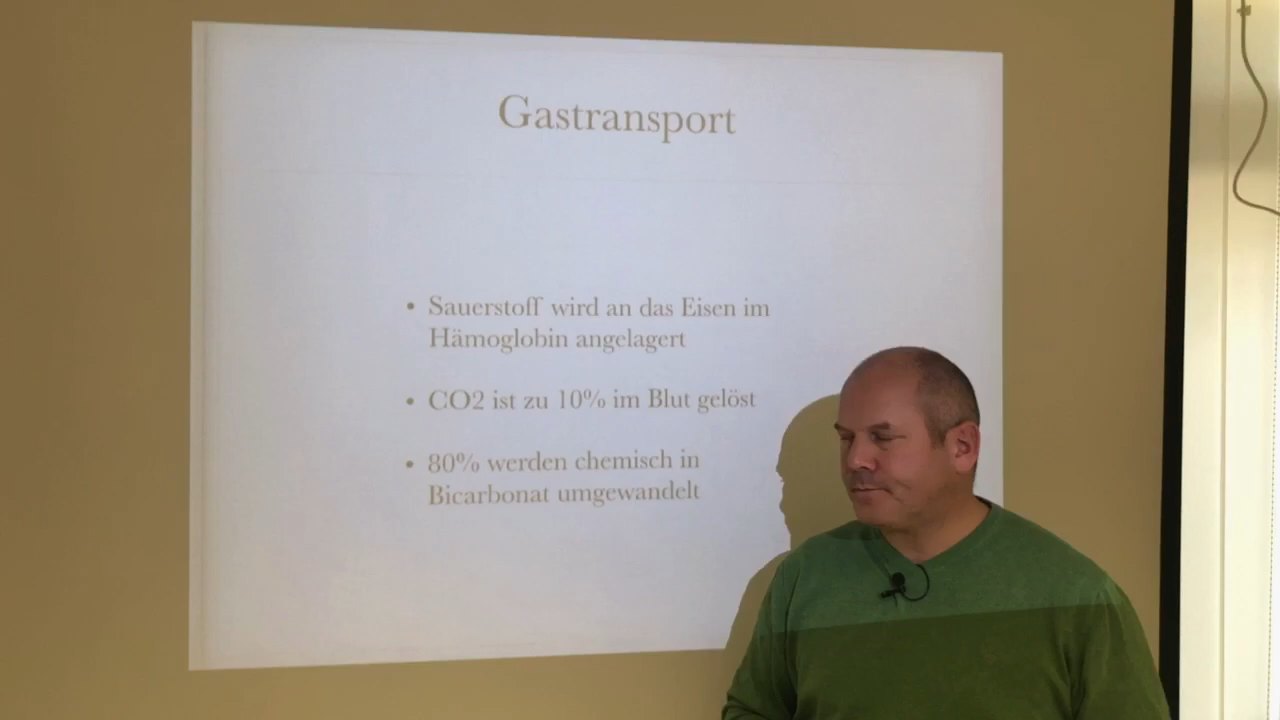 Gastransport
• Sauerstoff wird an das Eisen im
Hämoglobin angelagert
• CO2 ist zu 10% im Blut gelöst
• 80% werden chemisch in
Bicarbonat umgewandelt